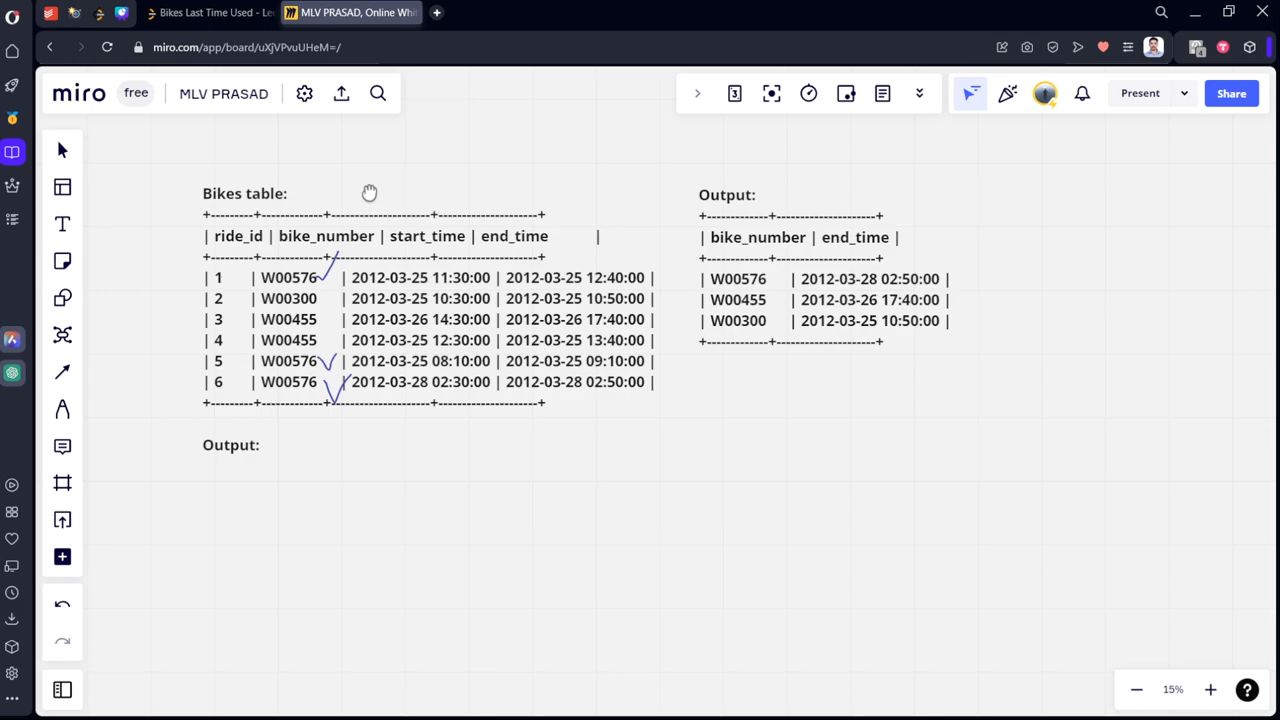 Bikes Last Time Used - Le
MLV PRASAD, Online Whi
miro.com/app/board/uXjVPvuUHeM=/
miro
free
MLV PRASAD
Present
Share
Bikes table:
+---------+-------------+---------------------+---------------------+
| ride_id | bike_number | start_time | end_time |
+---------+-------------+---------------------+---------------------+
| 1 | W00576 | 2012-03-25 11:30:00 | 2012-03-25 12:40:00 |
| 2 | W00300 | 2012-03-25 10:30:00 | 2012-03-25 10:50:00 |
| 3 | W00455 | 2012-03-26 14:30:00 | 2012-03-26 17:40:00 |
| 4 | W00455 | 2012-03-25 12:30:00 | 2012-03-25 13:40:00 |
| 5 | W00576 | 2012-03-25 08:10:00 | 2012-03-25 09:10:00 |
| 6 | W00576 | 2012-03-28 02:30:00 | 2012-03-28 02:50:00 |
+---------+-------------+---------------------+---------------------+
Output:
Output:
+-------------+---------------------+
| bike_number | end_time |
+-------------+---------------------+
| W00576 | 2012-03-28 02:50:00 |
| W00455 | 2012-03-26 17:40:00 |
| W00300 | 2012-03-25 10:50:00 |
+-------------+---------------------+
15%